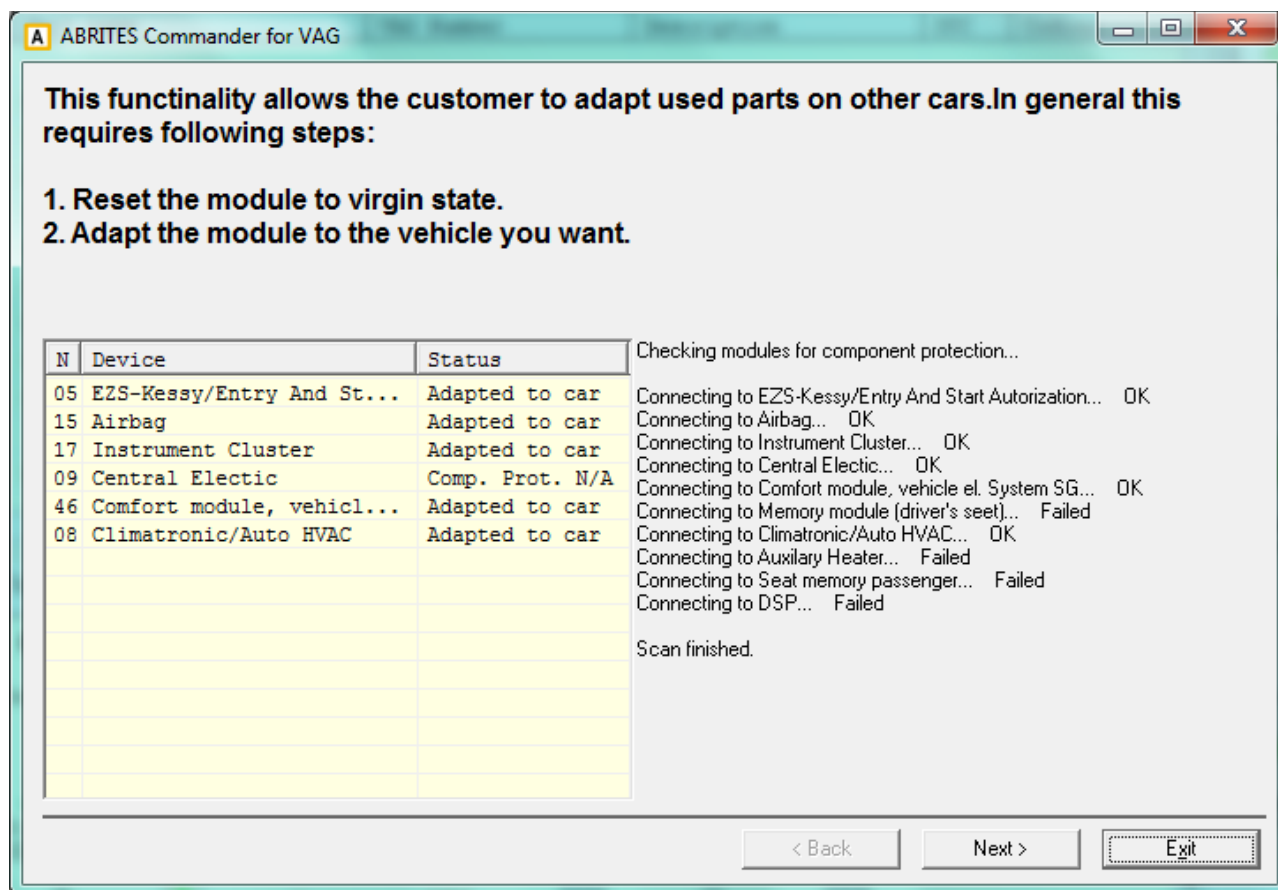 A ABRITES Commander for VAG
This functinality allows the customer to adapt used parts on other cars.In general this
requires following steps:
1. Reset the module to virgin state.
2. Adapt the module to the vehicle you want.
N Device Status
05 EZS-Kessy/Entry And St... Adapted to car
15 Airbag Adapted to car
17 Instrument Cluster Adapted to car
09 Central Electic Comp. Prot. N/A
46 Comfort module, vehicl... Adapted to car
08 Climatronic/Auto HVAC Adapted to car
Checking modules for component protection...
Connecting to EZS-Kessy/Entry And Start Autorization... OK
Connecting to Airbag... OK
Connecting to Instrument Cluster... OK
Connecting to Central Electic... OK
Connecting to Comfort module, vehicle el. System SG... OK
Connecting to Memory module (driver's seet)... Failed
Connecting to Climatronic/Auto HVAC... OK
Connecting to Auxilary Heater... Failed
Connecting to Seat memory passenger... Failed
Connecting to DSP... Failed
Scan finished.
< Back Next > Exit